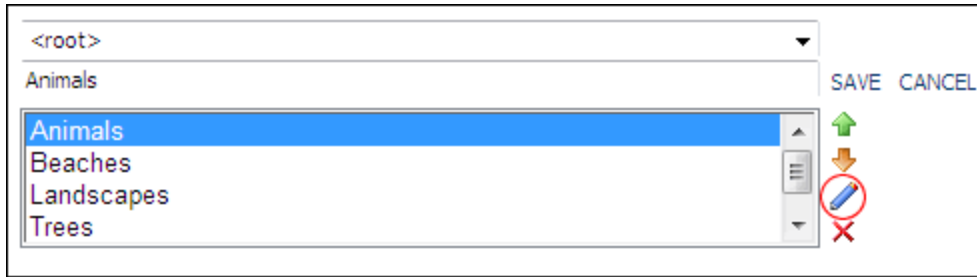 <root>
Animals
SAVE CANCEL
Animals
Beaches
Landscapes
Trees